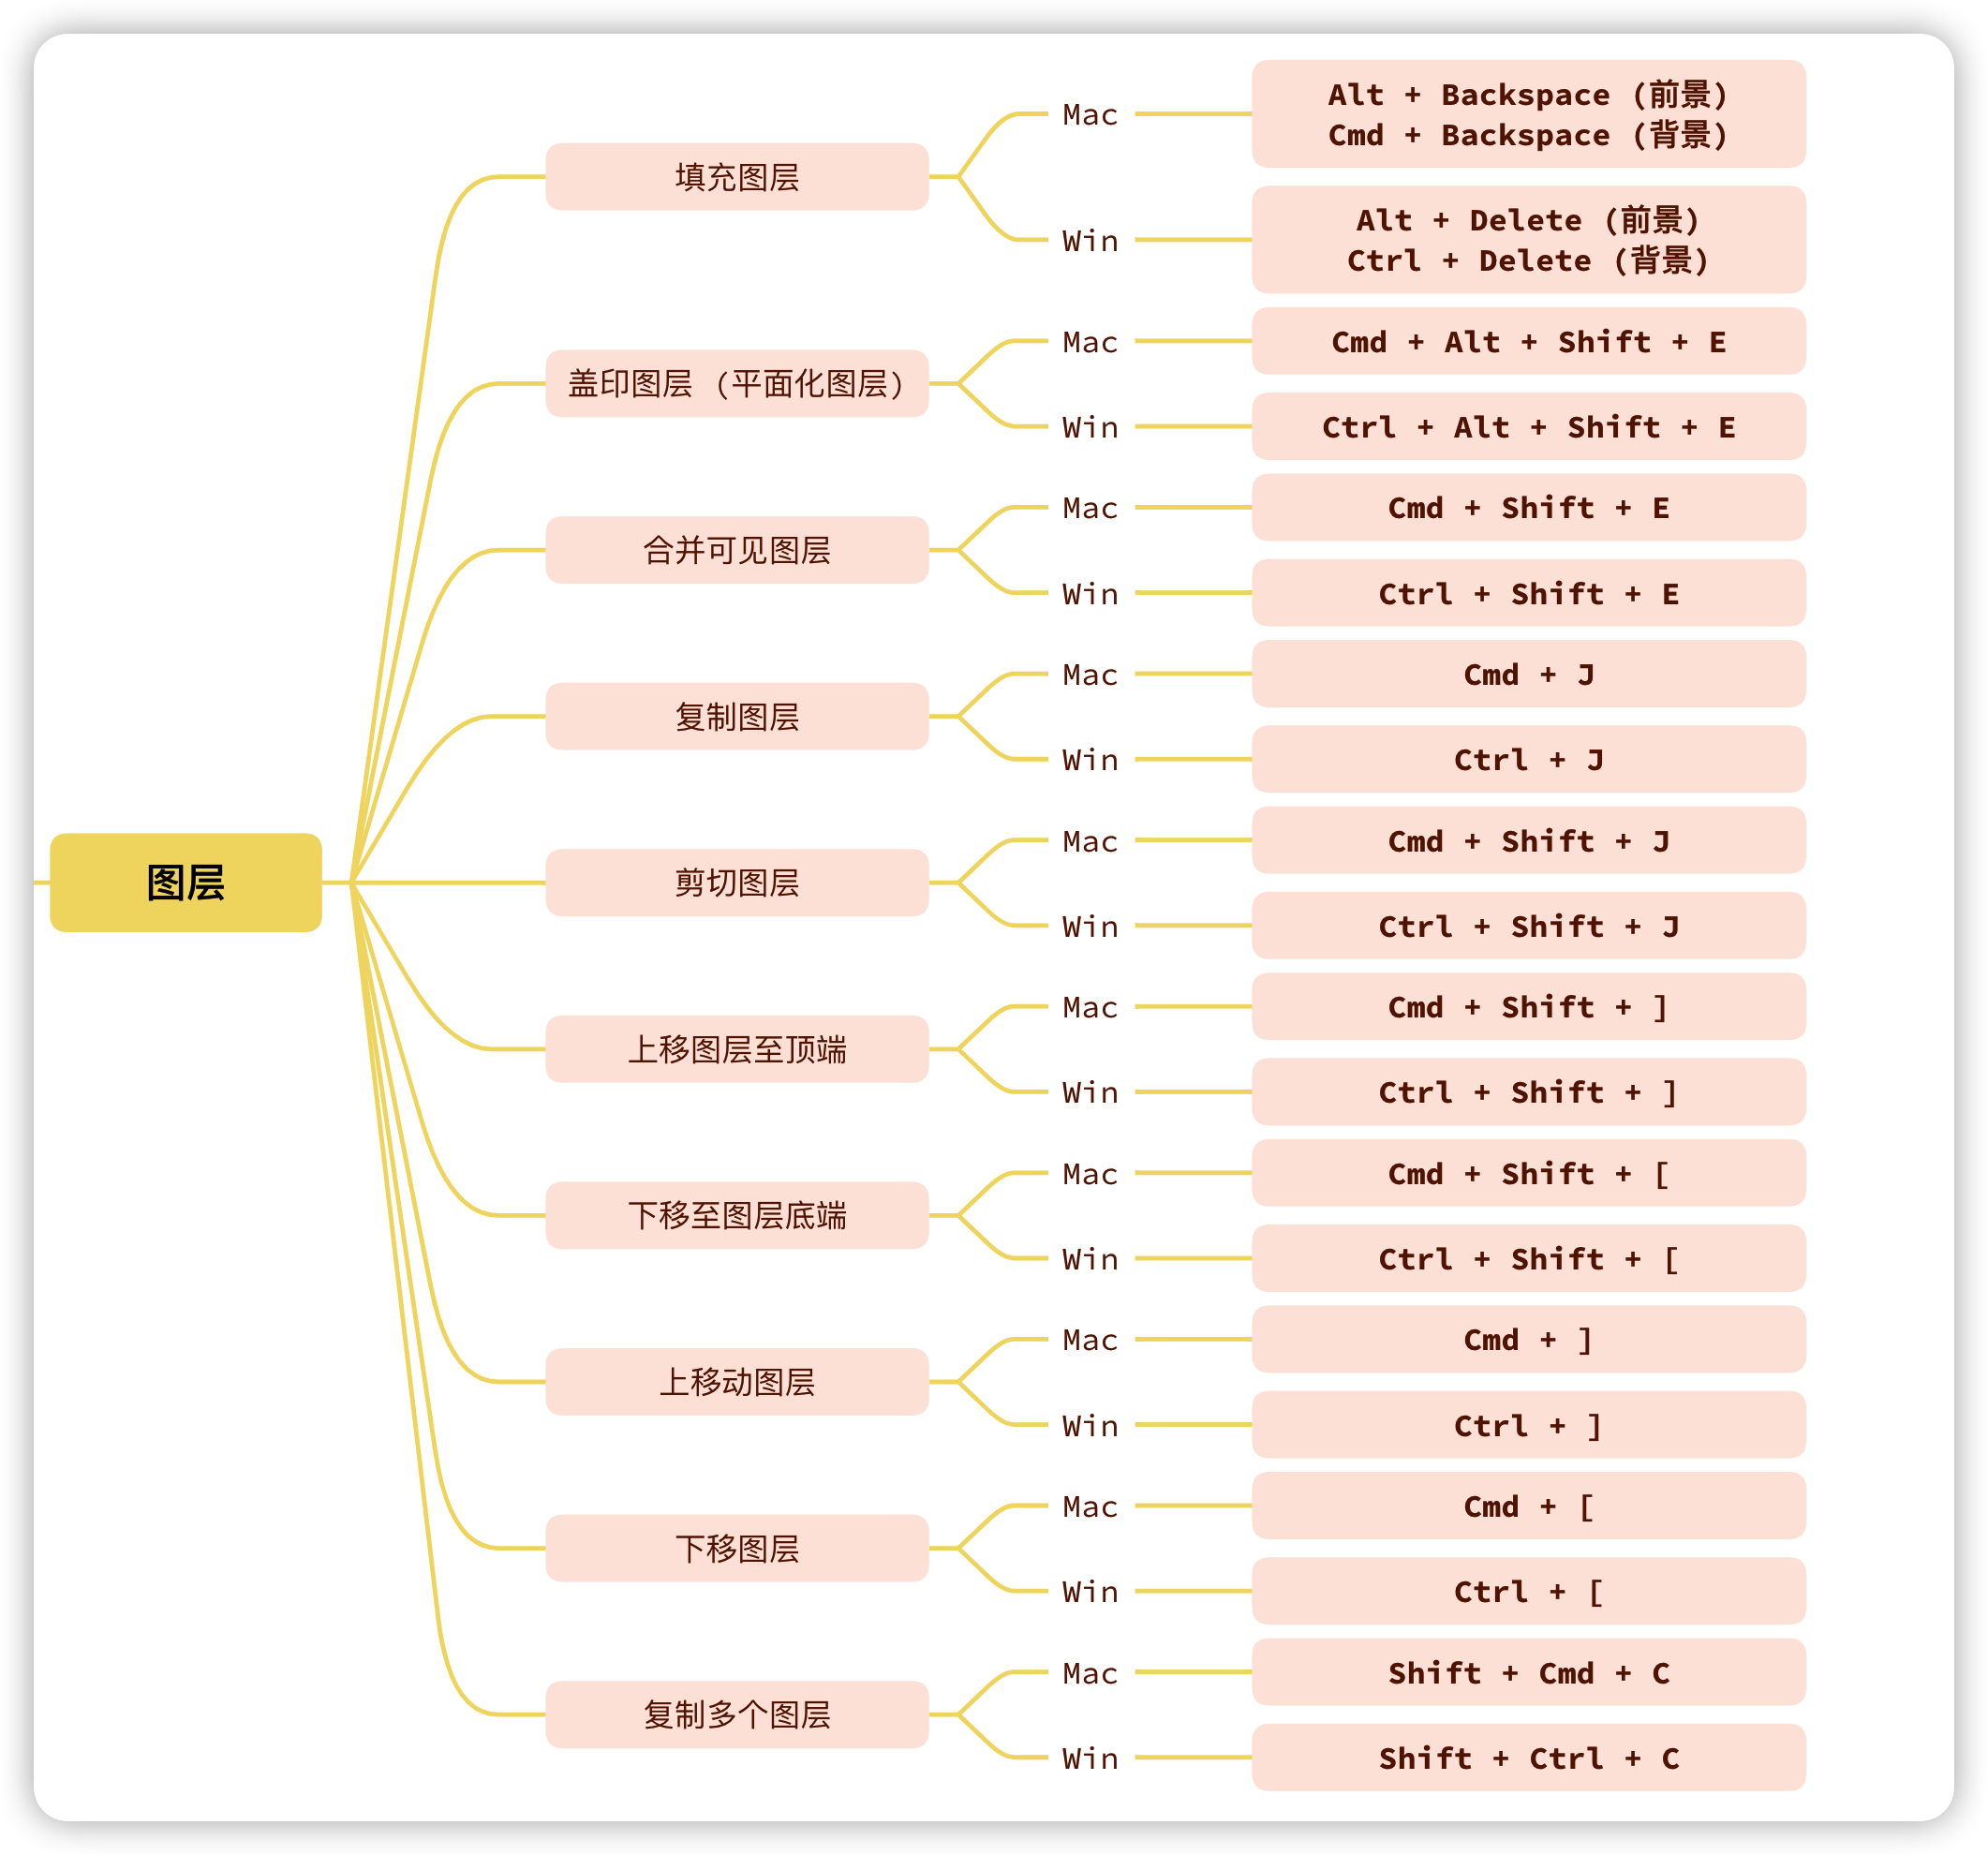 图层
填充图层
Mac
Alt + Backspace (前景)
Cmd + Backspace (背景)
Win
Alt + Delete (前景)
Ctrl + Delete (背景)
盖印图层 (平面化图层)
Mac
Cmd + Alt + Shift + E
Win
Ctrl + Alt + Shift + E
合并可见图层
Mac
Cmd + Shift + E
Win
Ctrl + Shift + E
复制图层
Mac
Cmd + J
Win
Ctrl + J
剪切图层
Mac
Cmd + Shift + J
Win
Ctrl + Shift + J
上移图层至顶端
Mac
Cmd + Shift + ]
Win
Ctrl + Shift + ]
下移至图层底端
Mac
Cmd + Shift + [
Win
Ctrl + Shift + [
上移动图层
Mac
Cmd + ]
Win
Ctrl + ]
下移图层
Mac
Cmd + [
Win
Ctrl + [
复制多个图层
Mac
Shift + Cmd + C
Win
Shift + Ctrl + C